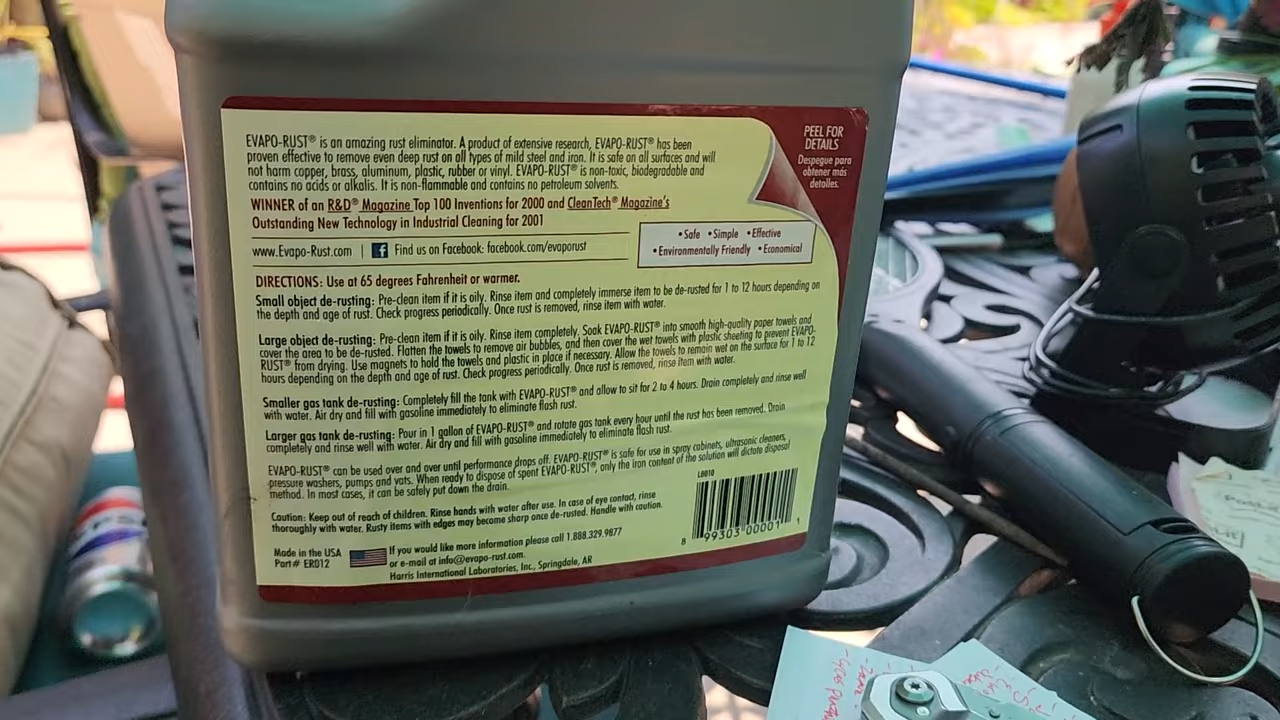 EVAPO-RUST® is an amazing rust eliminator. A product of extensive research, EVAPO-RUST® has been
proven effective to remove even deep rust on all types of mild steel and iron. It is safe on all surfaces and will
not harm copper, brass, aluminum, plastic, rubber or vinyl. EVAPO-RUST® is non-toxic, biodegradable and
contains no acids or alkalis. It is non-flammable and contains no petroleum solvents.
WINNER of an R&D® Magazine Top 100 Inventions for 2000 and CleanTech® Magazine's
Outstanding New Technology in Industrial Cleaning for 2001
PEEL FOR
DETAILS
Despegue para
obtener más
detalles.
www.Evapo-Rust.com | f Find us on Facebook: facebook.com/evaporust
•Safe •Simple •Effective
•Environmentally Friendly •Economical
DIRECTIONS: Use at 65 degrees Fahrenheit or warmer.
Small object de-rusting: Pre-clean item if it is oily. Rinse item and completely immerse item to be de-rusted for 1 to 12 hours depending on
the depth and age of rust. Check progress periodically. Once rust is removed, rinse item with water.
Large object de-rusting: Pre-clean item if it is oily. Rinse item completely. Soak EVAPO-RUST® into smooth high-quality paper towels and
cover the area to be de-rusted. Flatten the towels to remove air bubbles, and then cover the wet towels with plastic sheeting to prevent EVAPO-
RUST® from drying. Use magnets to hold the towels and plastic in place if necessary. Allow the towels to remain wet on the surface for 1 to 12
hours depending on the depth and age of rust. Check progress periodically. Once rust is removed, rinse item with water.
Smaller gas tank de-rusting: Completely fill the tank with EVAPO-RUST® and allow to sit for 2 to 4 hours. Drain completely and rinse well
with water. Air dry and fill with gasoline immediately to eliminate flash rust.
Larger gas tank de-rusting: Pour in 1 gallon of EVAPO-RUST® and rotate gas tank every hour until the rust has been removed. Drain
completely and rinse well with water. Air dry and fill with gasoline immediately to eliminate flash rust.
EVAPO-RUST® can be used over and over until performance drops off. EVAPO-RUST® is safe for use in spray cabinets, ultrasonic cleaners,
pressure washers, pumps and vats. When ready to dispose of spent EVAPO-RUST®, only the iron content of the solution will dictate disposal
method. In most cases, it can be safely put down the drain.
Caution: Keep out of reach of children. Rinse hands with water after use. In case of eye contact, rinse
thoroughly with water. Rusty items with edges may become sharp once de-rusted. Handle with caution.
LB010
8 99303 00001 1
Made in the USA
Part# ER012
If you would like more information please call 1.888.329.9877
or e-mail at info@evapo-rust.com.
Harris International Laboratories, Inc., Springdale, AR